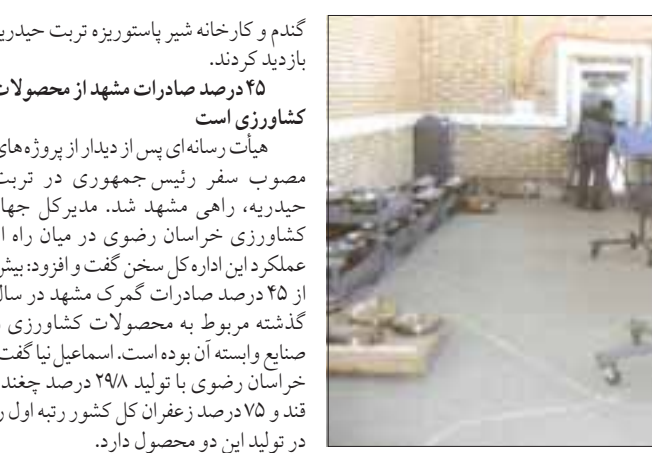 گندم و کارخانه شیر پاستوریزه تربت حیدریه
بازدید کردند.
۴۵ درصد صادرات مشهد از محصولات
کشاورزی است
هیأت رسانه‌ای پس از دیدار از پروژه‌های
مصوب سفر رئیس جمهوری در تربت
حیدریه، راهی مشهد شد. مدیرکل جهاد
کشاورزی خراسان رضوی در میان راه از
عملکرد این اداره کل سخن گفت و افزود: بیش
از ۴۵ درصد صادرات گمرک مشهد در سال
گذشته مربوط به محصولات کشاورزی و
صنایع وابسته آن بوده است. اسماعیل نیا گفت:
خراسان رضوی با تولید ۲۹/۸ درصد چغندر
قند و ۷۵ درصد زعفران کل کشور رتبه اول را
در تولید این دو محصول دارد.